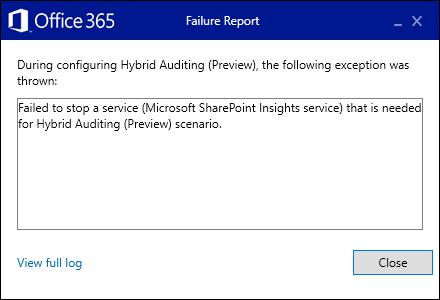 Office 365
Failure Report
During configuring Hybrid Auditing (Preview), the following exception was
thrown:
Failed to stop a service (Microsoft SharePoint Insights service) that is needed
for Hybrid Auditing (Preview) scenario.
View full log
Close